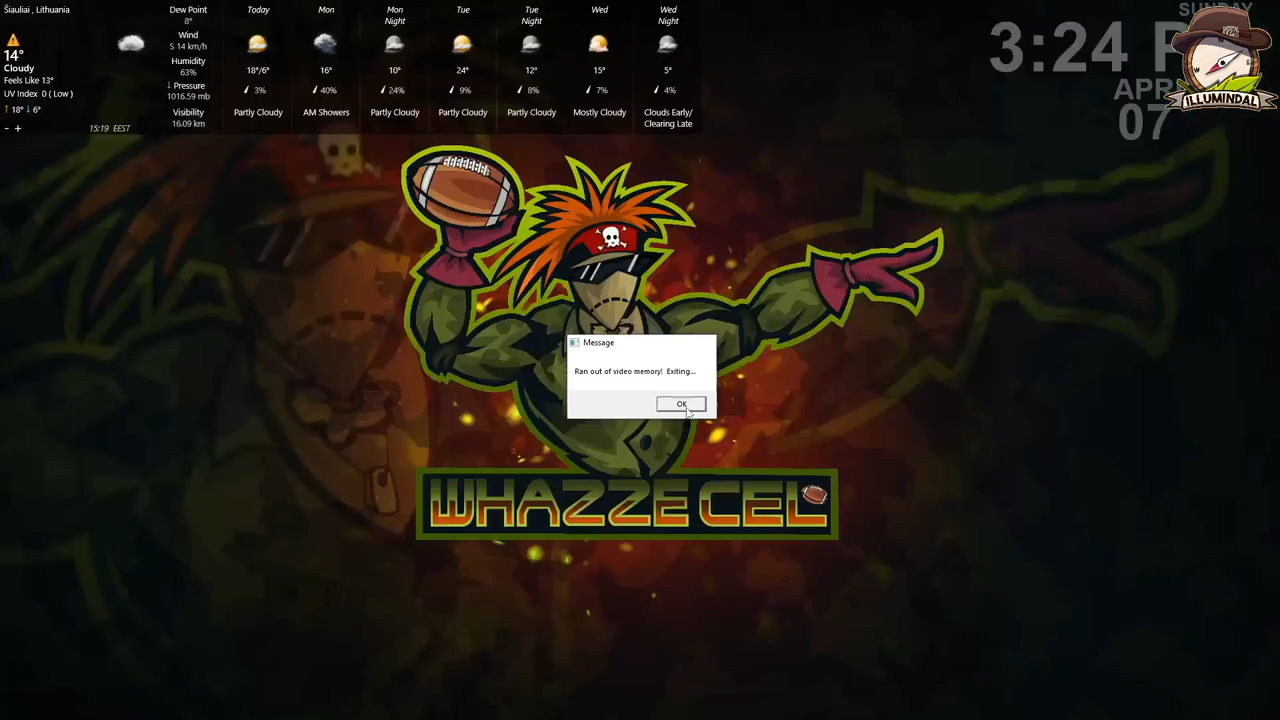 Šiauliai , Lithuania
14°
Cloudy
Feels Like 13°
UV Index 0 ( Low )
↑ 18° ↓ 6°
- +
15:19 EEST
Dew Point
8°
Wind
S 14 km/h
Humidity
63%
↓ Pressure
1016.59 mb
Visibility
16.09 km
Today
18°/6°
3%
Partly Cloudy
Mon
16°
40%
AM Showers
Mon
Night
10°
24%
Partly Cloudy
Tue
24°
9%
Partly Cloudy
Tue
Night
12°
8%
Partly Cloudy
Wed
15°
7%
Mostly Cloudy
Wed
Night
5°
4%
Clouds Early/
Clearing Late
SUNDAY
3:24
07
ILLUMINDAL
Message
Ran out of video memory! Exiting...
OK
WHAZZE CEL